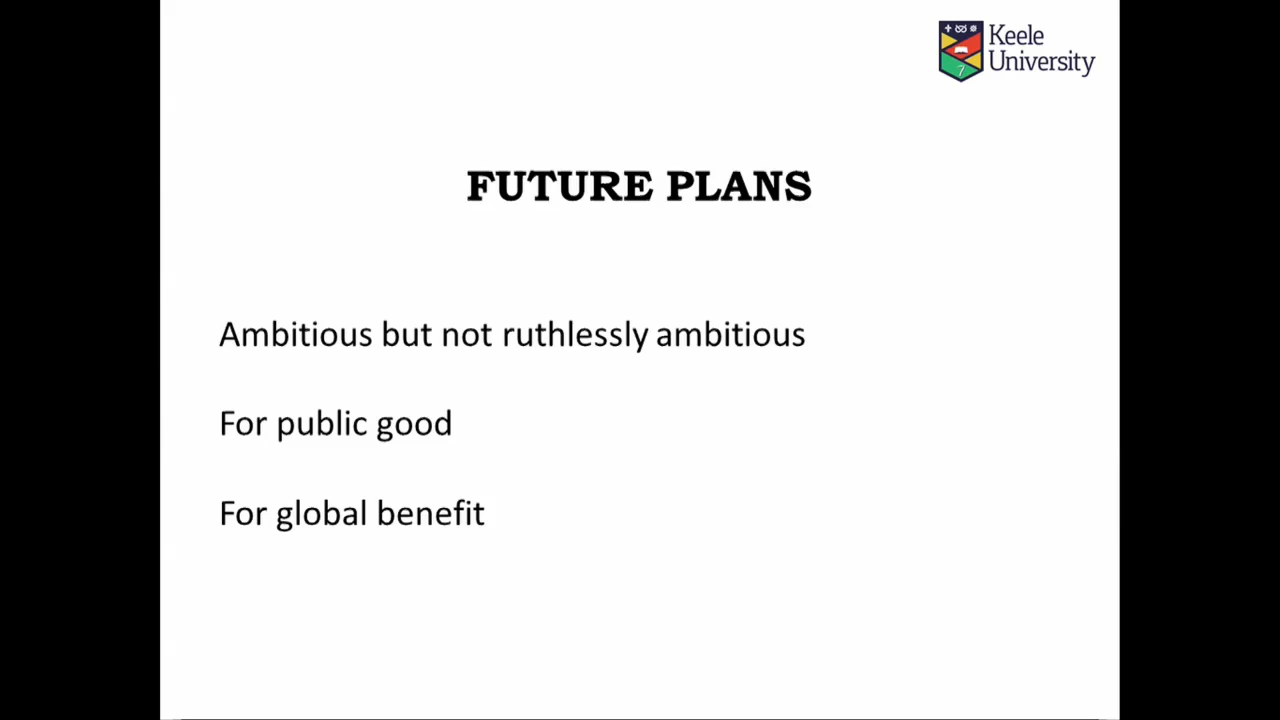 Keele
University
FUTURE PLANS
Ambitious but not ruthlessly ambitious
For public good
For global benefit